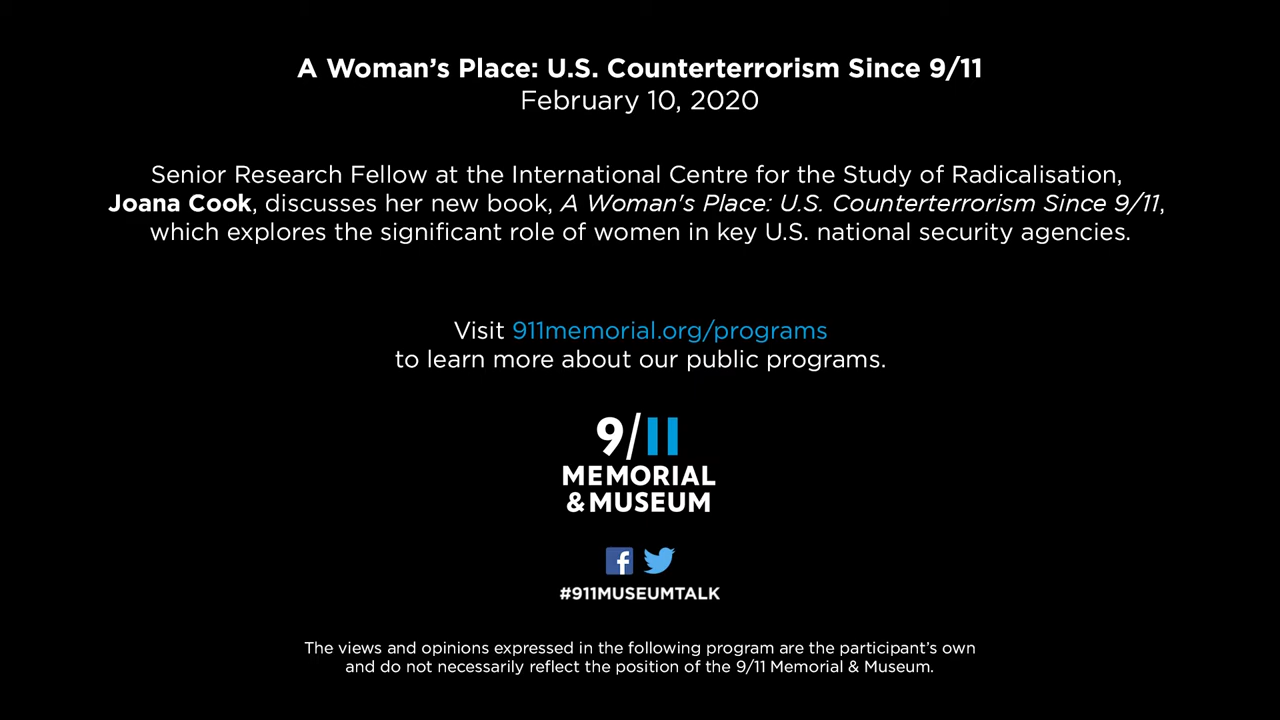 A Woman’s Place: U.S. Counterterrorism Since 9/11
February 10, 2020
Senior Research Fellow at the International Centre for the Study of Radicalisation,
Joana Cook, discusses her new book, A Woman's Place: U.S. Counterterrorism Since 9/11,
which explores the significant role of women in key U.S. national security agencies.
Visit 911memorial.org/programs
to learn more about our public programs.
9/11
MEMORIAL
& MUSEUM
f
#911MUSEUMTALK
The views and opinions expressed in the following program are the participant’s own
and do not necessarily reflect the position of the 9/11 Memorial & Museum.